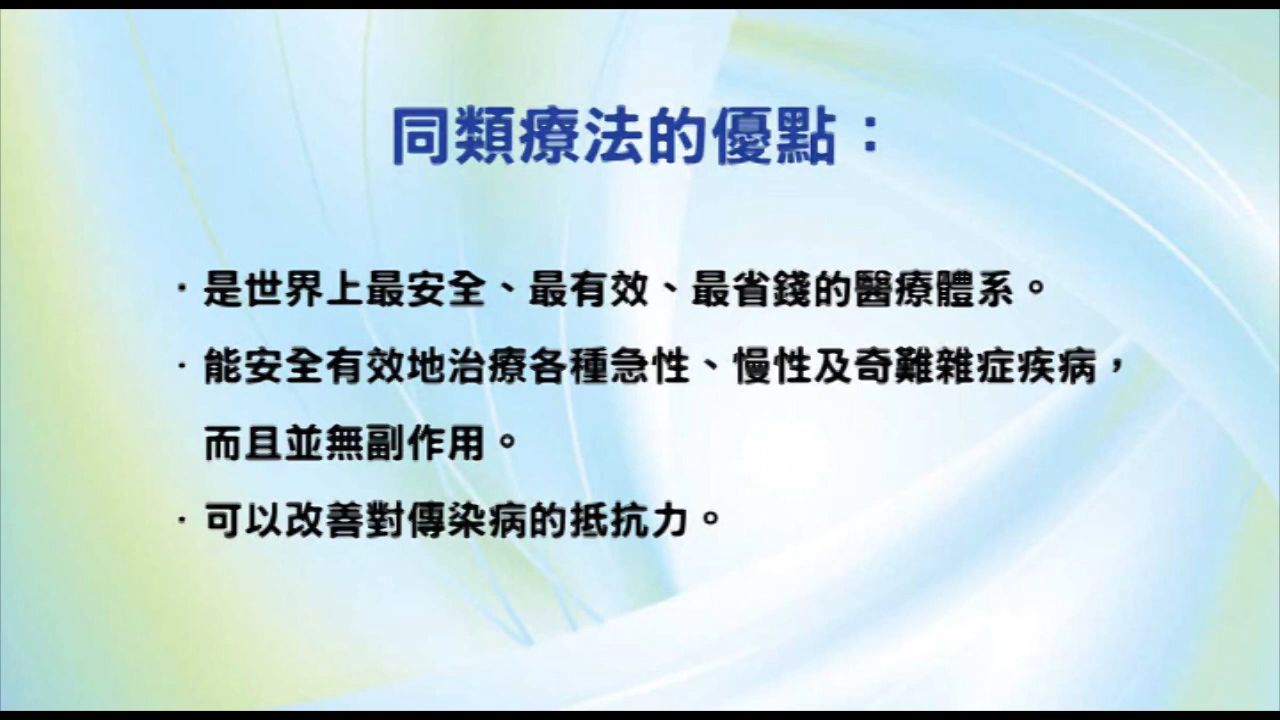 同類療法的優點：
· 是世界上最安全、最有效、最省錢的醫療體系。
· 能安全有效地治療各種急性、慢性及奇難雜症疾病，
而且並無副作用。
· 可以改善對傳染病的抵抗力。